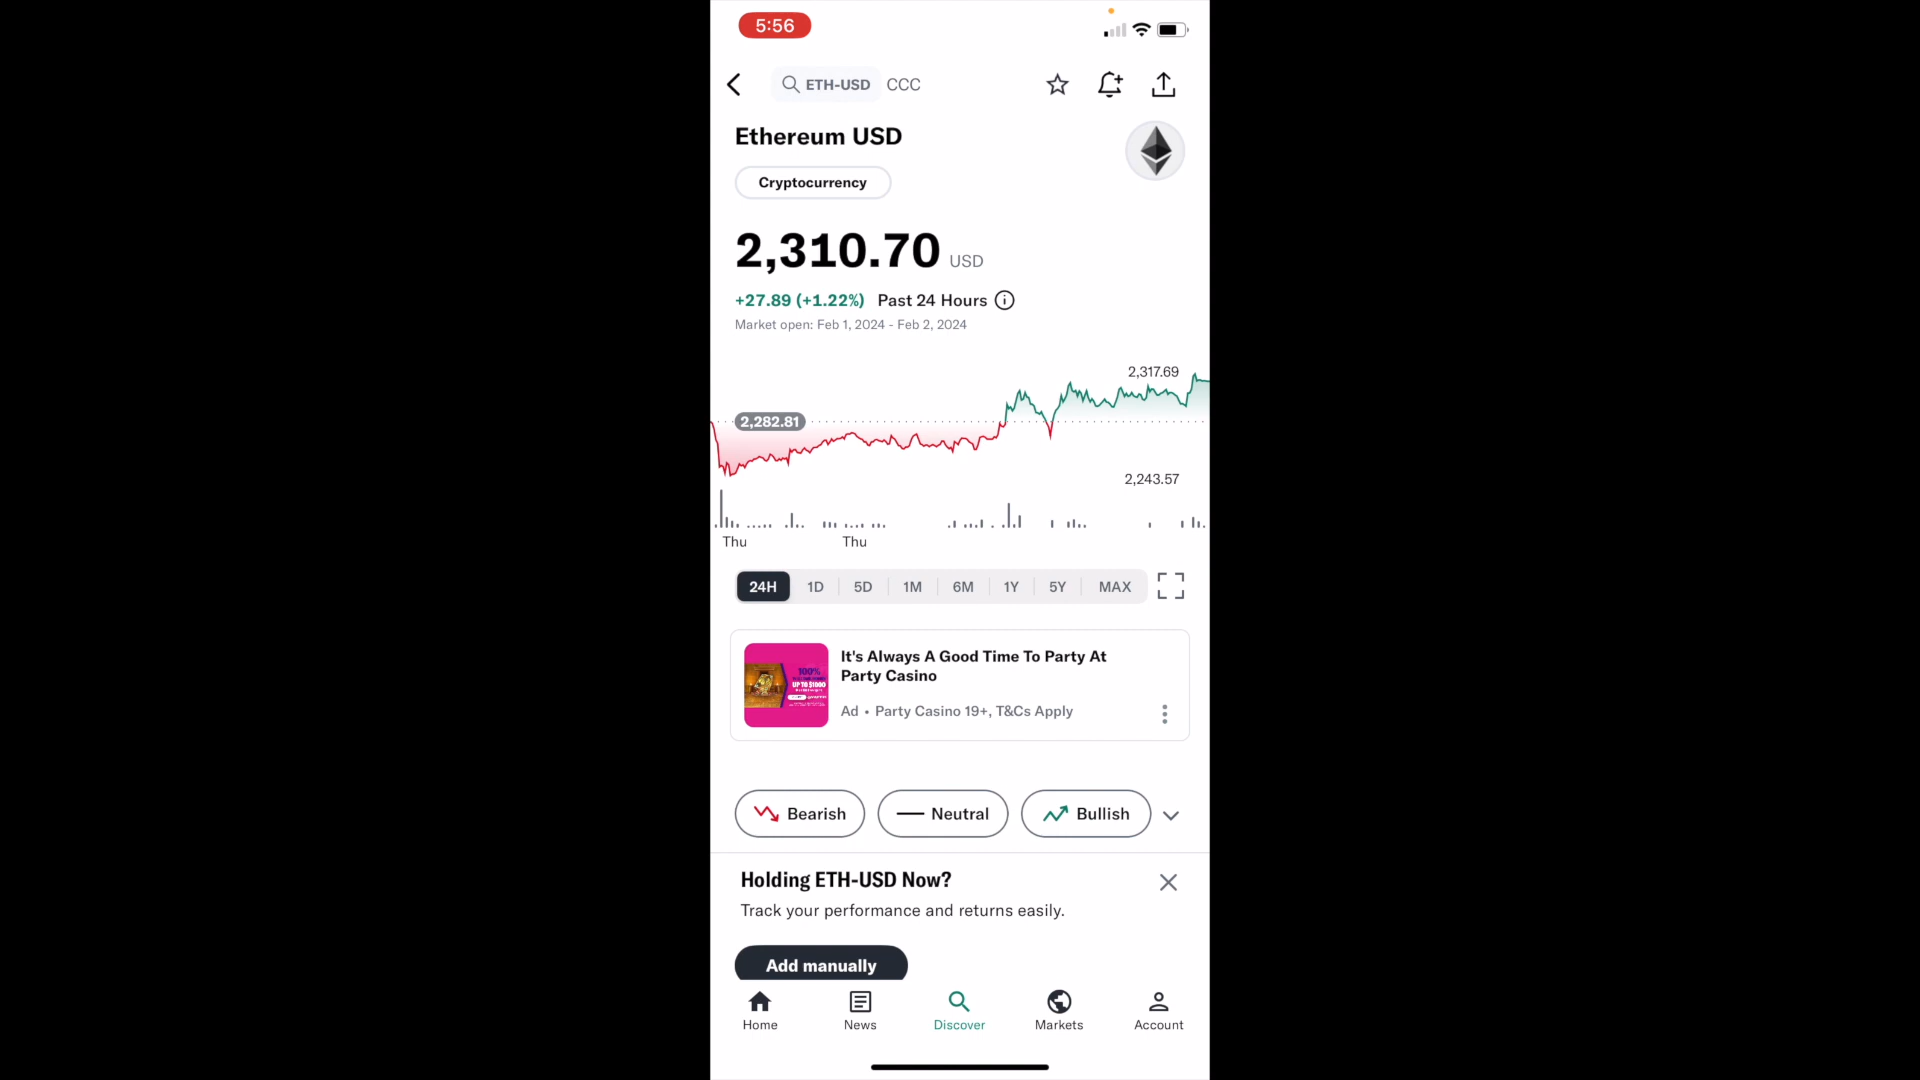 5:56
ETH-USD CCC
Ethereum USD
Cryptocurrency
2,310.70 USD
+27.89 (+1.22%) Past 24 Hours
Market open: Feb 1, 2024 - Feb 2, 2024
2,317.69
2,282.81
2,243.57
Thu Thu
24H 1D 5D 1M 6M 1Y 5Y MAX
It's Always A Good Time To Party At
Party Casino
100%
UP TO $1000
Ad • Party Casino 19+, T&Cs Apply
Bearish Neutral Bullish
Holding ETH-USD Now?
Track your performance and returns easily.
Add manually
Home News Discover Markets Account